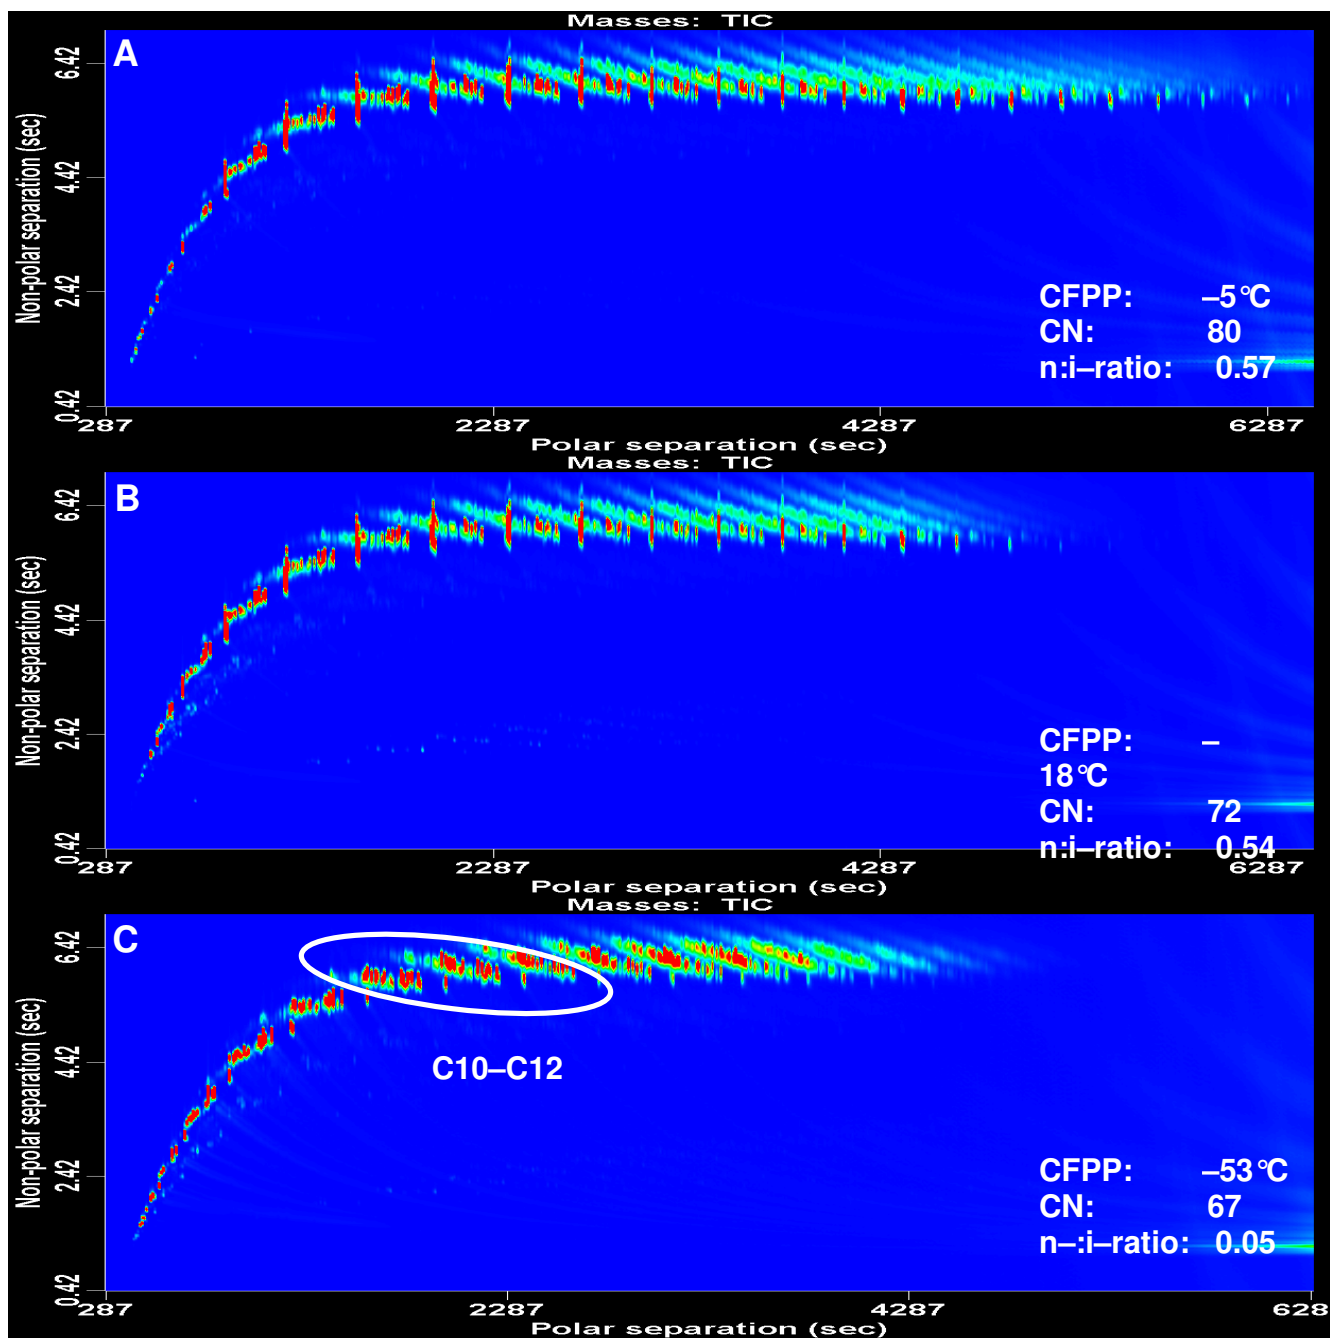 Masses: TIC
A
6.42
4.42
2.42
0.42
Non-polar separation (sec)
CFPP: –5°C
CN: 80
n:i–ratio: 0.57
287 2287 4287 6287
Polar separation (sec)
Masses: TIC
B
6.42
4.42
2.42
0.42
Non-polar separation (sec)
CFPP: –
18°C
CN: 72
n:i–ratio: 0.54
287 2287 4287 6287
Polar separation (sec)
Masses: TIC
C
6.42
4.42
2.42
0.42
Non-polar separation (sec)
C10–C12
CFPP: –53°C
CN: 67
n–:i–ratio: 0.05
287 2287 4287 628
Polar separation (sec)